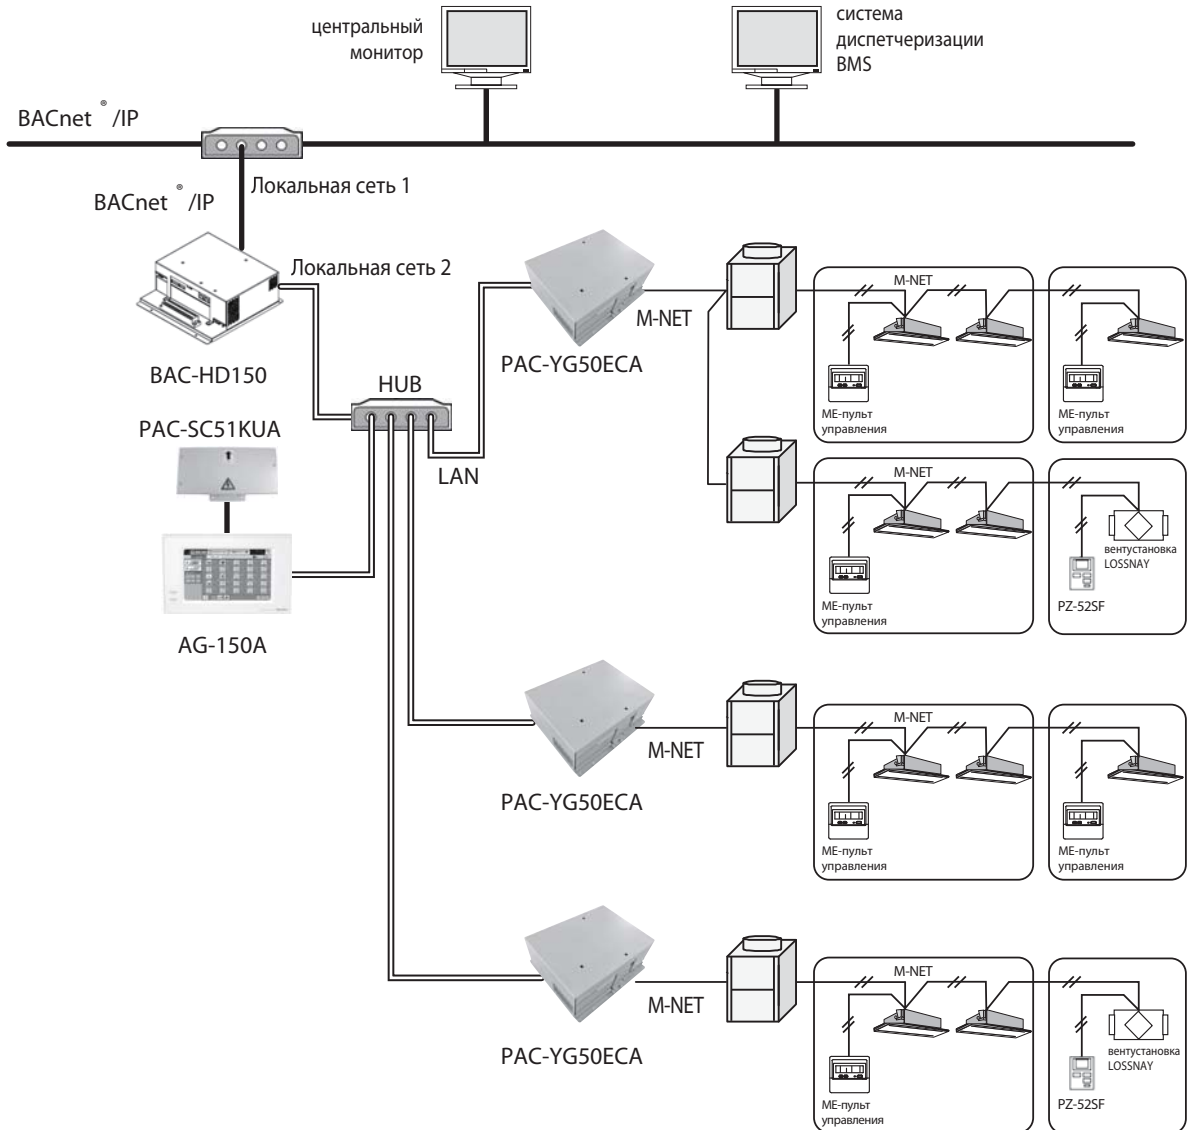 центральный
монитор
система
диспетчеризации
BMS
BACnet ® /IP
BACnet ® /IP
Локальная сеть 1
Локальная сеть 2
BAC-HD150
PAC-SC51KUA
AG-150A
HUB
LAN
PAC-YG50ECA
M-NET
M-NET
ME-пульт
управления
ME-пульт
управления
M-NET
ME-пульт
управления
вентустановка
LOSSNAY
PZ-52SF
PAC-YG50ECA
M-NET
M-NET
ME-пульт
управления
ME-пульт
управления
PAC-YG50ECA
M-NET
M-NET
ME-пульт
управления
вентустановка
LOSSNAY
PZ-52SF